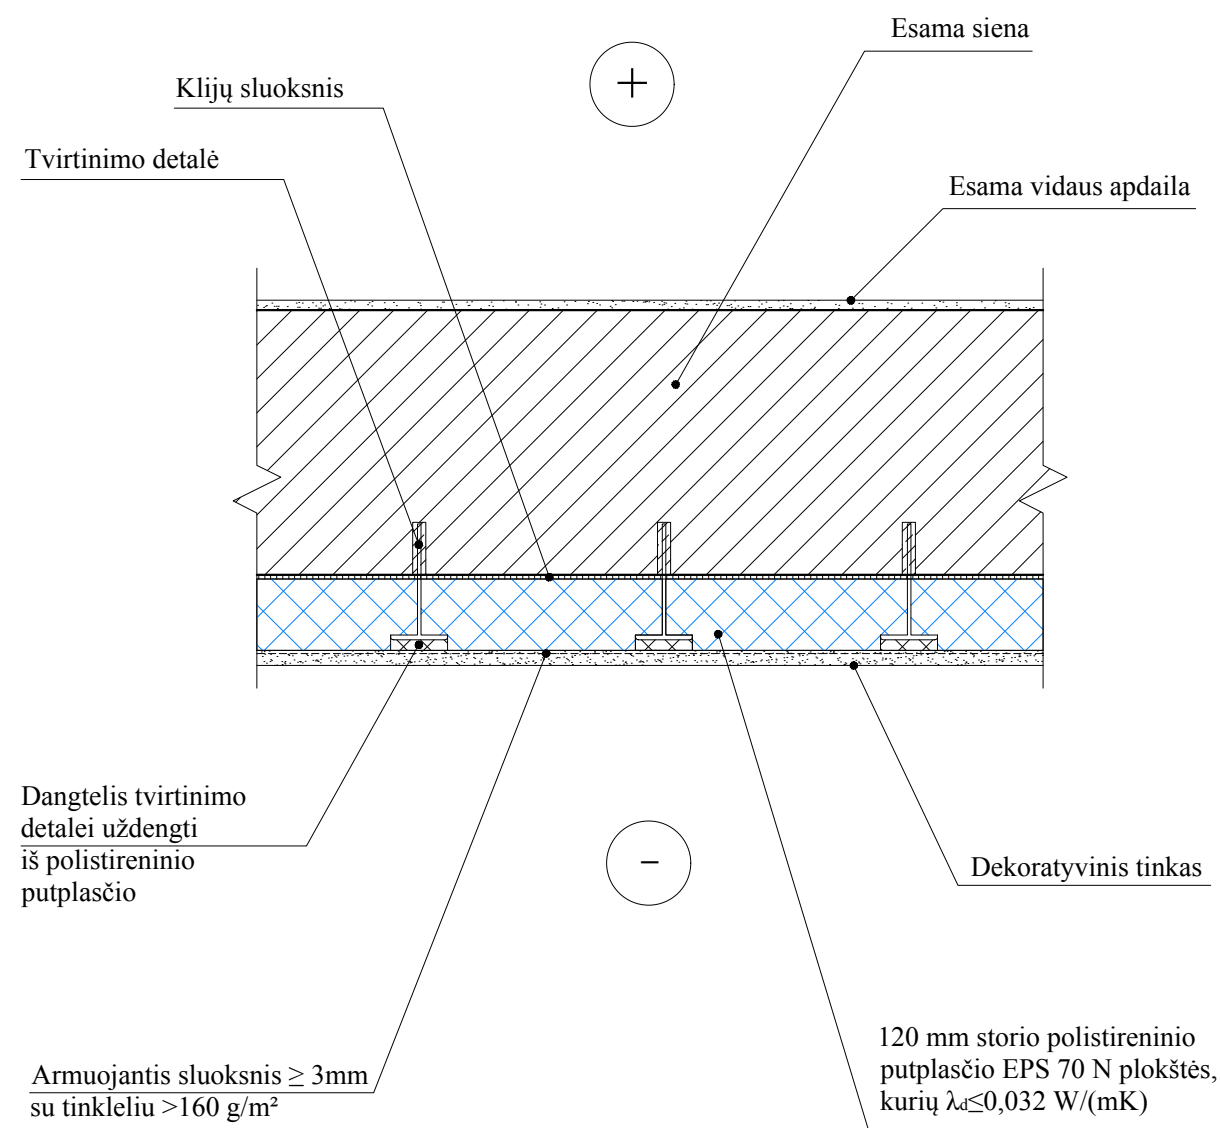 Esama siena
+
Klijų sluoksnis
Tvirtinimo detalė
Esama vidaus apdaila
Dangtelis tvirtinimo
detalei uždengti
iš polistireninio
putplasčio
-
Dekoratyvinis tinkas
120 mm storio polistireninio
putplasčio EPS 70 N plokštės,
kurių λd≤0,032 W/(mK)
Armuojantis sluoksnis ≥ 3mm
su tinkleliu >160 g/m²